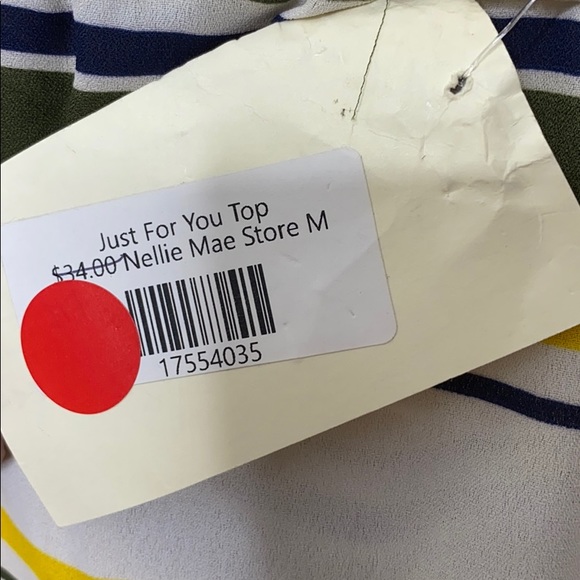 Just For You Top
$34.00 Nellie Mae Store M
17554035